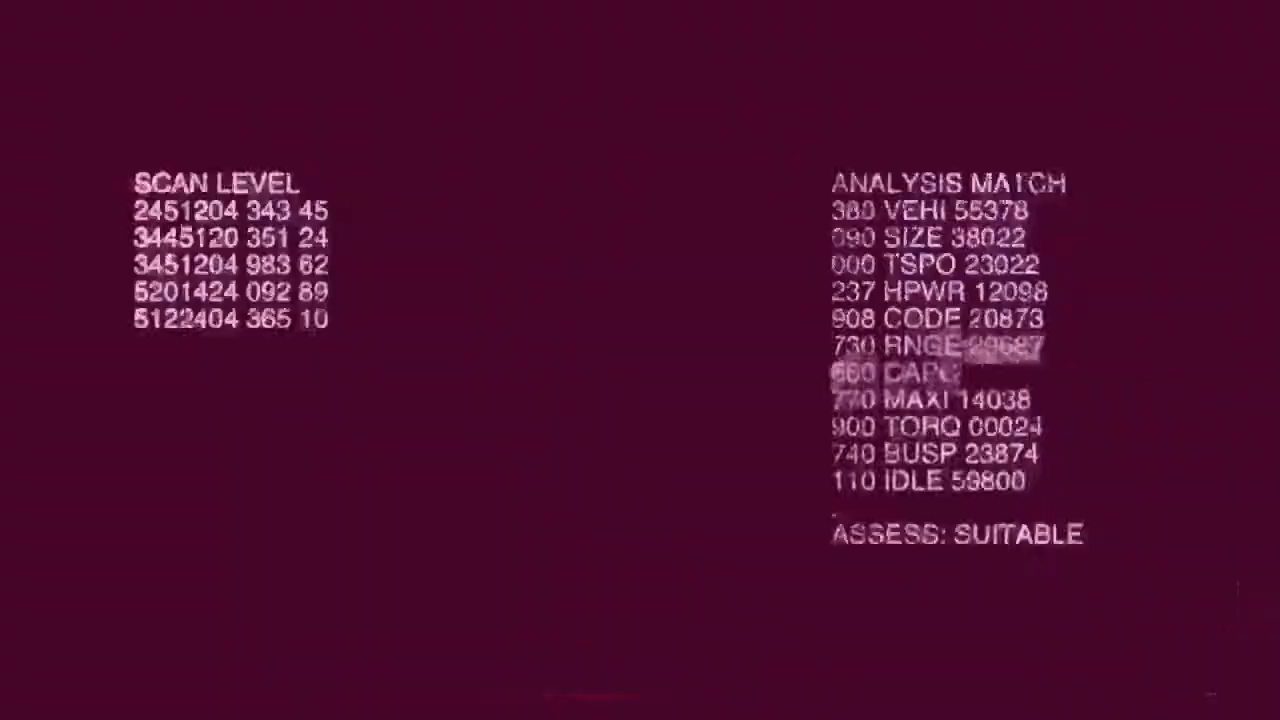 SCAN LEVEL
2451204 343 45
3445120 351 24
3451204 983 62
5201424 092 89
5122404 365 10
ANALYSIS MATCH
380 VEHI 55378
090 SIZE 38022
000 TSPO 23022
237 HPWR 12098
908 CODE 20873
730 RNGE
660
770 MAXI 14038
900 TORQ 00024
740 BUSP 23874
110 IDLE 59800
ASSESS: SUITABLE